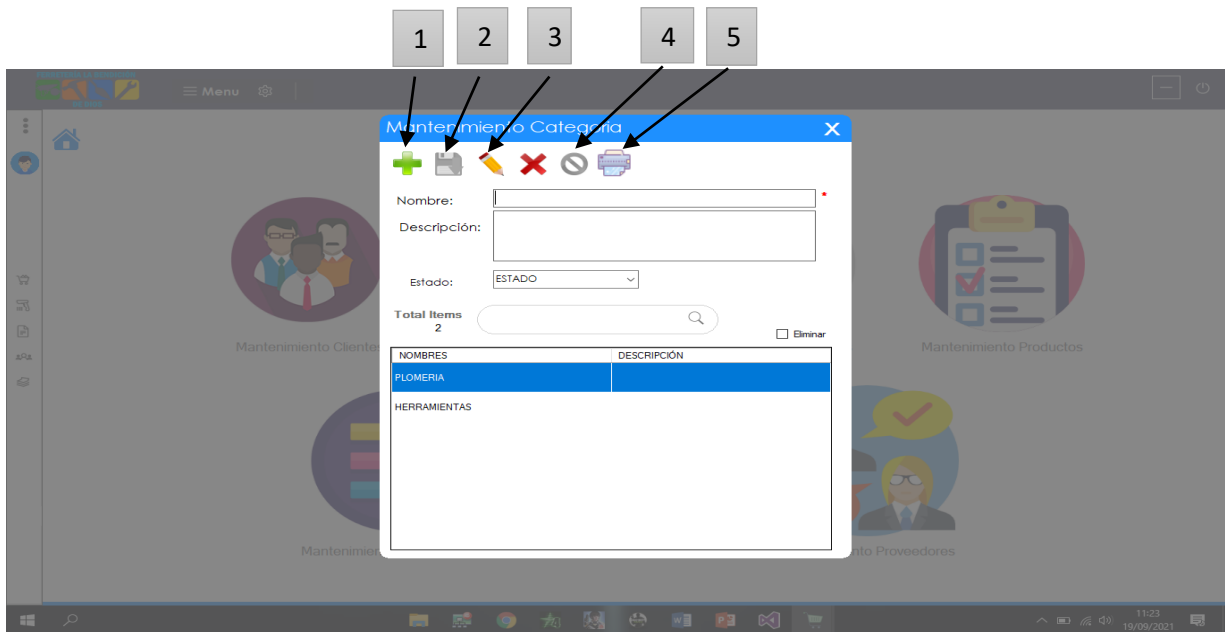 1 2 3 4 5
Menu
Mantenimiento Categoria X
Nombre: *
Descripción:
Estado: ESTADO
Total Items
2
Eliminar
NOMBRES DESCRIPCIÓN
PLOMERIA
HERRAMIENTAS
Mantenimiento Clientes
Mantenimiento Productos
Mantenimien
nto Proveedores
11:23
19/09/2021